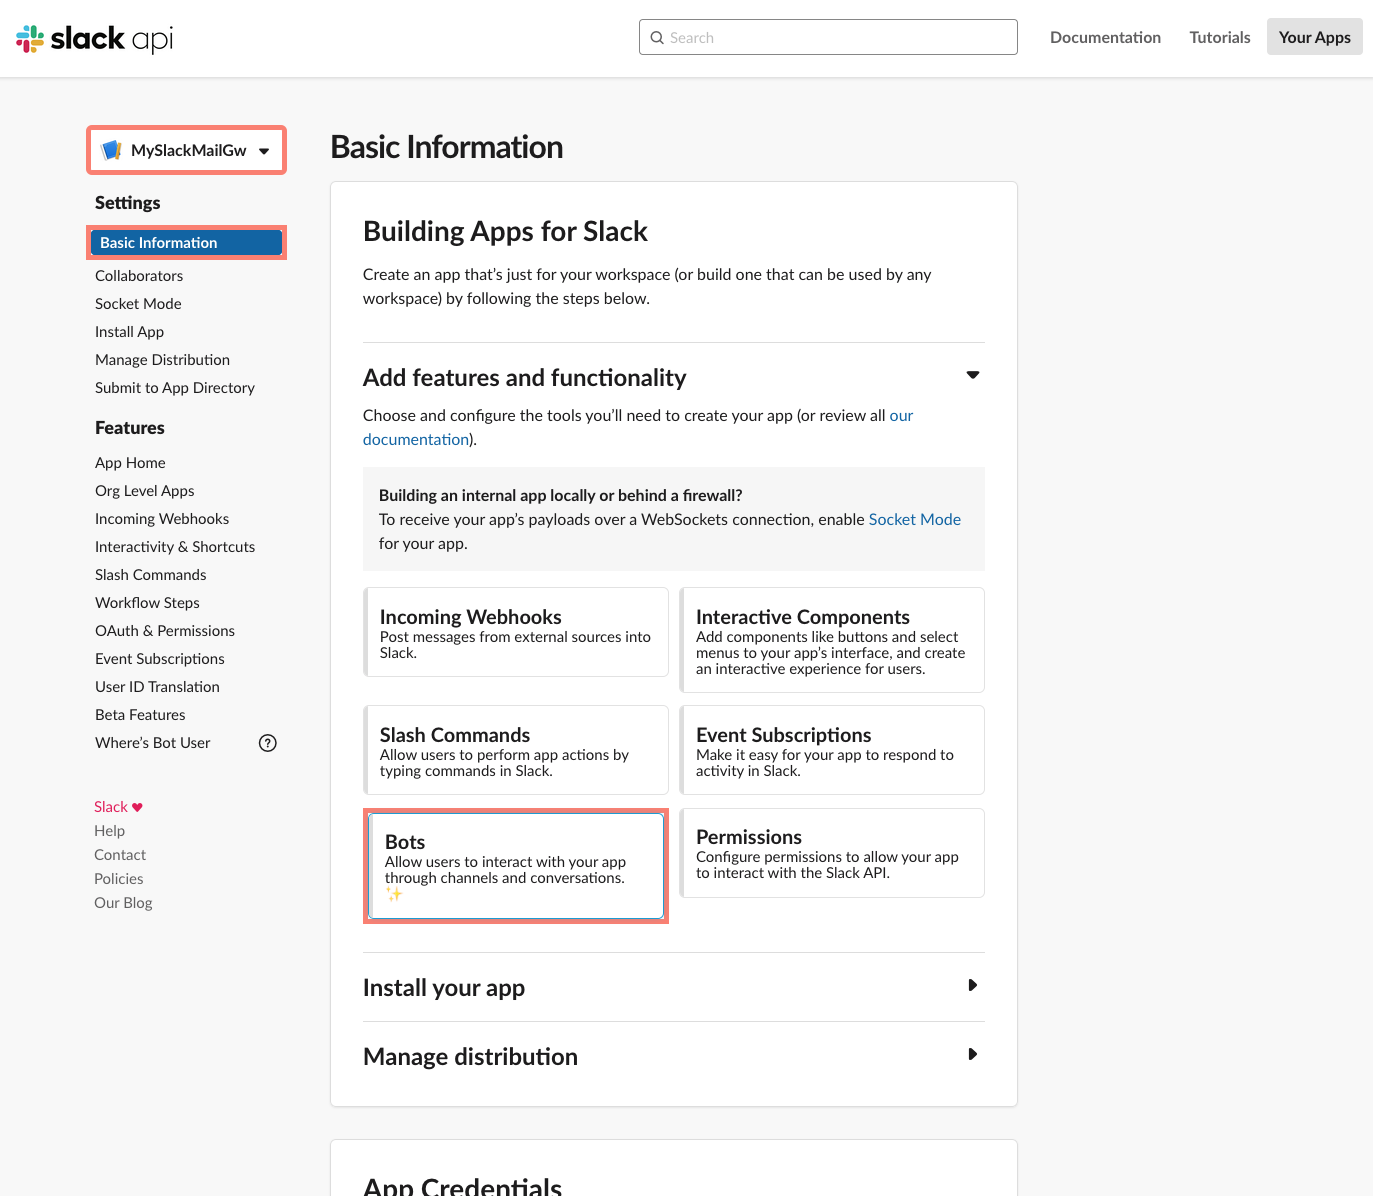 slack api
Search
Documentation
Tutorials
Your Apps
MySlackMailGw
Settings
Basic Information
Collaborators
Socket Mode
Install App
Manage Distribution
Submit to App Directory
Features
App Home
Org Level Apps
Incoming Webhooks
Interactivity & Shortcuts
Slash Commands
Workflow Steps
OAuth & Permissions
Event Subscriptions
User ID Translation
Beta Features
Where's Bot User
?
Slack ♥
Help
Contact
Policies
Our Blog
Basic Information
Building Apps for Slack
Create an app that's just for your workspace (or build one that can be used by any
workspace) by following the steps below.
Add features and functionality
Choose and configure the tools you'll need to create your app (or review all our
documentation).
Building an internal app locally or behind a firewall?
To receive your app's payloads over a WebSockets connection, enable Socket Mode
for your app.
Incoming Webhooks
Post messages from external sources into
Slack.
Interactive Components
Add components like buttons and select
menus to your app's interface, and create
an interactive experience for users.
Slash Commands
Allow users to perform app actions by
typing commands in Slack.
Event Subscriptions
Make it easy for your app to respond to
activity in Slack.
Bots
Allow users to interact with your app
through channels and conversations.
✨
Permissions
Configure permissions to allow your app
to interact with the Slack API.
Install your app
Manage distribution
App Credentials